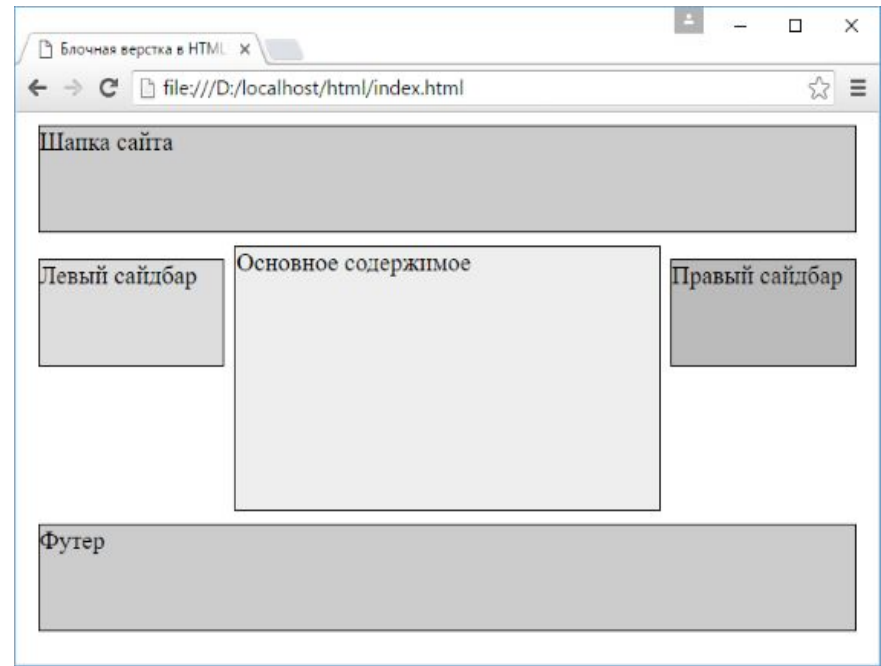 Блочная верстка в HTML
file:///D:/localhost/html/index.html
Шапка сайта
Левый сайдбар
Основное содержимое
Правый сайдбар
Футер